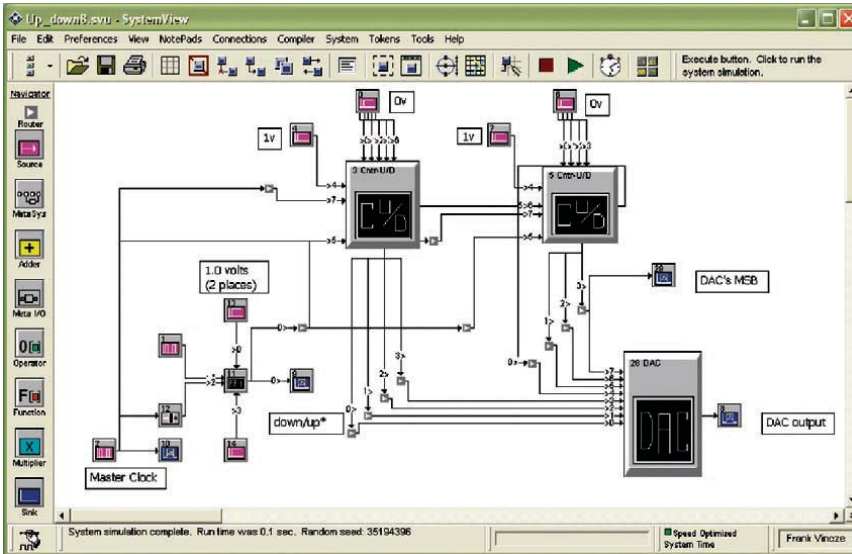 Up_down8.svu - SystemView
File Edit Preferences View NotePads Connections Compiler System Tokens Tools Help
Execute button. Click to run the
system simulation.
Navigator
Router
Source
MetaSys
Adder
Meta I/O
Operator
Function
Multiplier
Sink
0v
0v
1v
1v
3 Cntr-U/D
5 Cntr-U/D
C U/D
C U/D
1.0 volts
(2 places)
DAC's MSB
down/up*
28 DAC
DAC
DAC output
Master Clock
System simulation complete. Run time was 0.1 sec. Random seed: 35194396
Speed Optimized
System Time